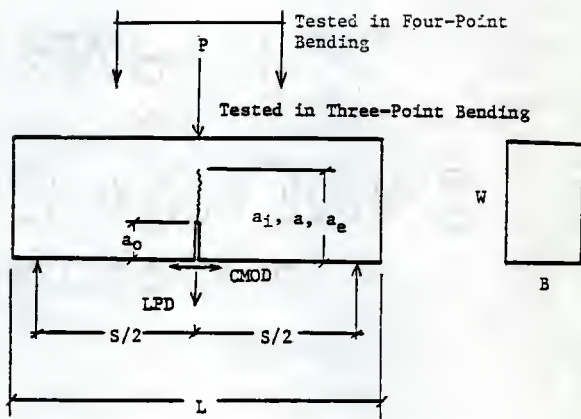 Tested in Four-Point
Bending
P
Tested in Three-Point Bending
a_o
a_i, a, a_e
W
CMOD
B
LPD
S/2
S/2
L